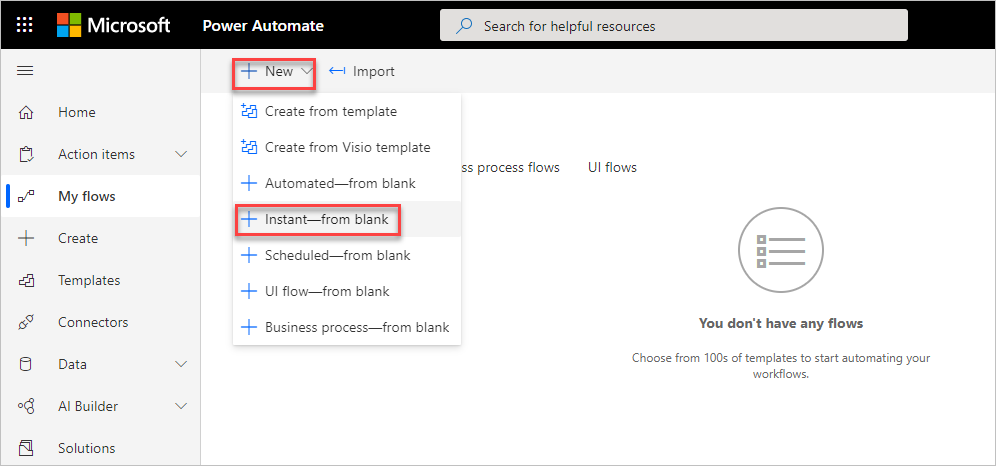 Microsoft Power Automate Search for helpful resources
New Import
Home
Action items
My flows
Create
Templates
Connectors
Data
AI Builder
Solutions
Create from template
Create from Visio template
Automated—from blank
Instant—from blank
Scheduled—from blank
UI flow—from blank
Business process—from blank
ss process flows UI flows
You don't have any flows
Choose from 100s of templates to start automating your
workflows.